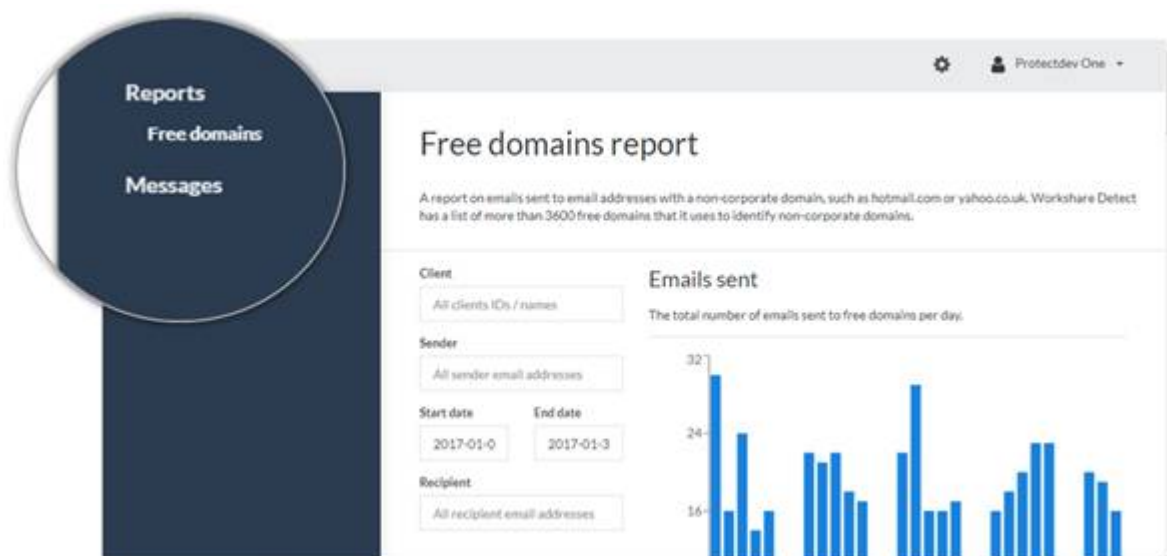 Reports
Free domains
Messages
Protectdev One
Free domains report
A report on emails sent to email addresses with a non-corporate domain, such as hotmail.com or yahoo.co.uk. Workshare Detect
has a list of more than 3600 free domains that it uses to identify non-corporate domains.
Client
All clients IDs / names
Sender
All sender email addresses
Start date End date
2017-01-0 2017-01-3
Recipient
All recipient email addresses
Emails sent
The total number of emails sent to free domains per day.
32
24
16